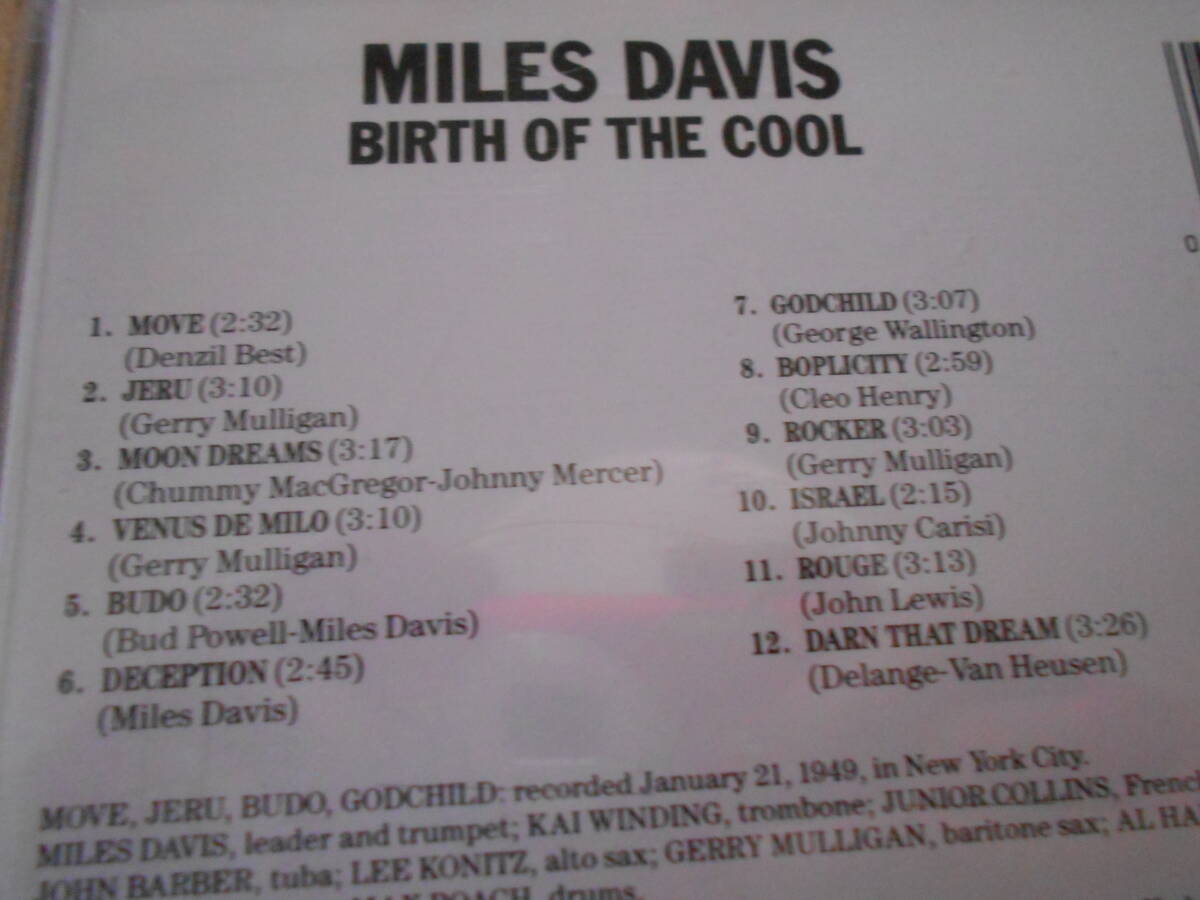 MILES DAVIS
BIRTH OF THE COOL
1. MOVE (2:32)
(Denzil Best)
2. JERU (3:10)
(Gerry Mulligan)
3. MOON DREAMS (3:17)
(Chummy MacGregor-Johnny Mercer)
4. VENUS DE MILO (3:10)
(Gerry Mulligan)
5. BUDO (2:32)
(Bud Powell-Miles Davis)
6. DECEPTION (2:45)
(Miles Davis)
7. GODCHILD (3:07)
(George Wallington)
8. BOPLICITY (2:59)
(Cleo Henry)
9. ROCKER (3:03)
(Gerry Mulligan)
10. ISRAEL (2:15)
(Johnny Carisi)
11. ROUGE (3:13)
(John Lewis)
12. DARN THAT DREAM (3:26)
(Delange-Van Heusen)
0
MOVE, JERU, BUDO, GODCHILD: recorded January 21, 1949, in New York City.
MILES DAVIS, leader and trumpet; KAI WINDING, trombone; JUNIOR COLLINS, French
JOHN BARBER, tuba; LEE KONITZ, alto sax; GERRY MULLIGAN, baritone sax; AL HA
MAX ROACH, drums.